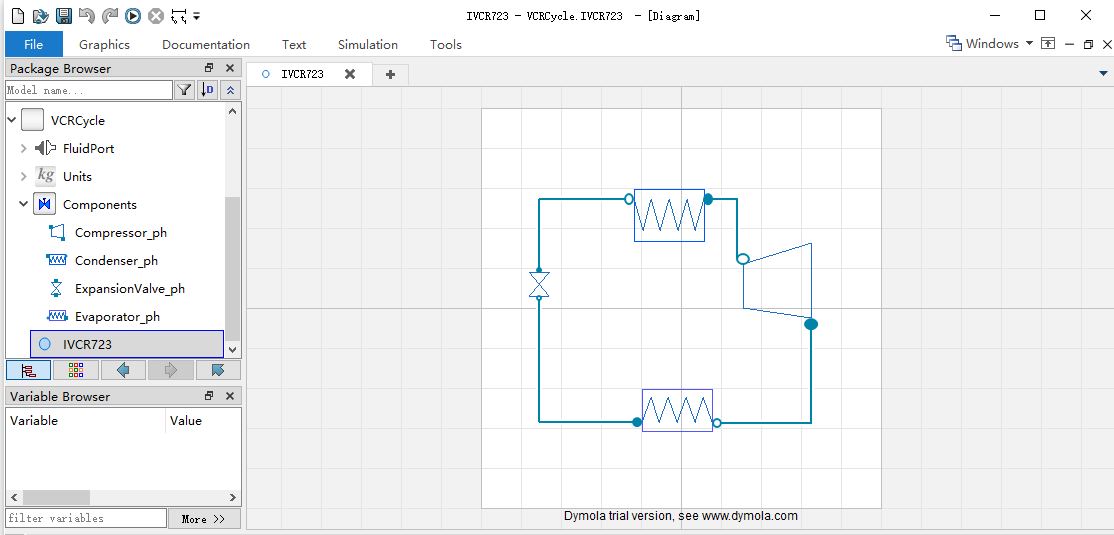 IVCR723 - VCRCycle.IVCR723 - [Diagram]
File Graphics Documentation Text Simulation Tools Windows
Package Browser
IVCR723
Model name...
VCRCycle
FluidPort
kg Units
Components
Compressor_ph
Condenser_ph
ExpansionValve_ph
Evaporator_ph
IVCR723
Variable Browser
Variable Value
filter variables More >>
Dymola trial version, see www.dymola.com